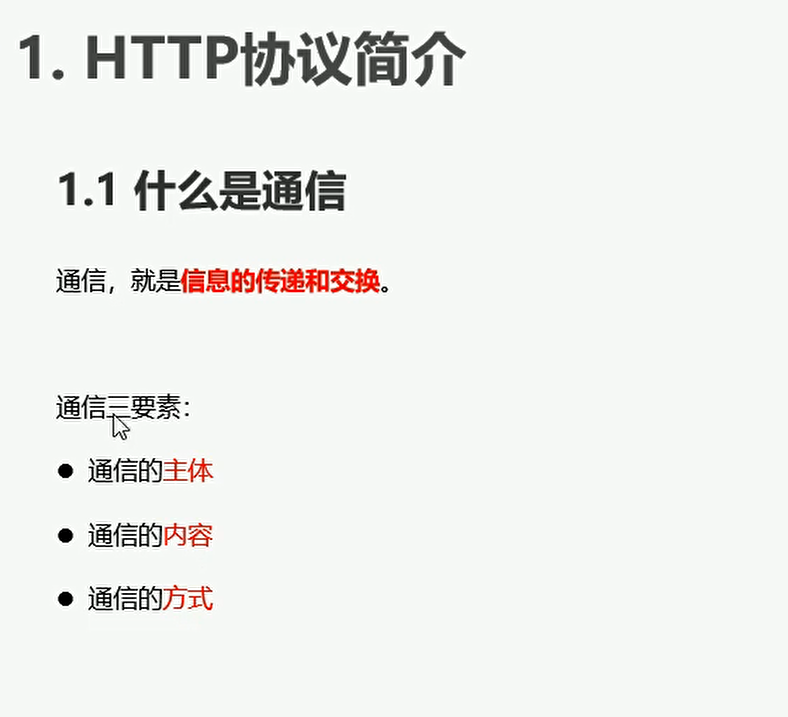 1. HTTP协议简介
1.1 什么是通信
通信，就是信息的传递和交换。
通信三要素：
● 通信的主体
● 通信的内容
● 通信的方式